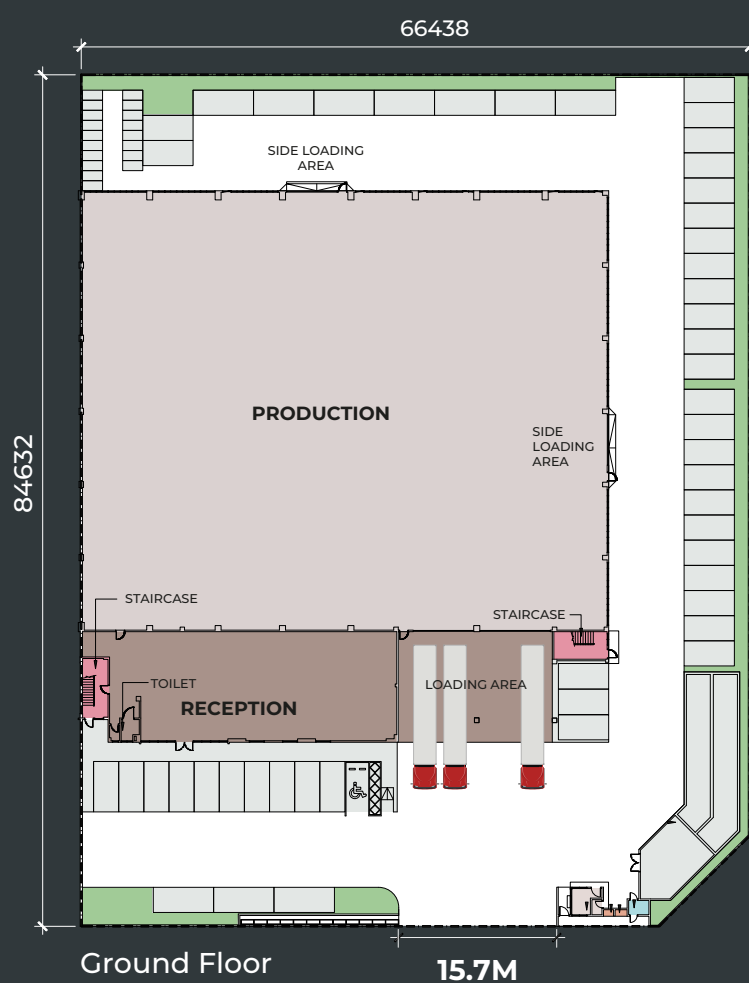 66438
SIDE LOADING
AREA
PRODUCTION
SIDE
LOADING
AREA
84632
STAIRCASE
STAIRCASE
TOILET
LOADING AREA
RECEPTION
Ground Floor
15.7M